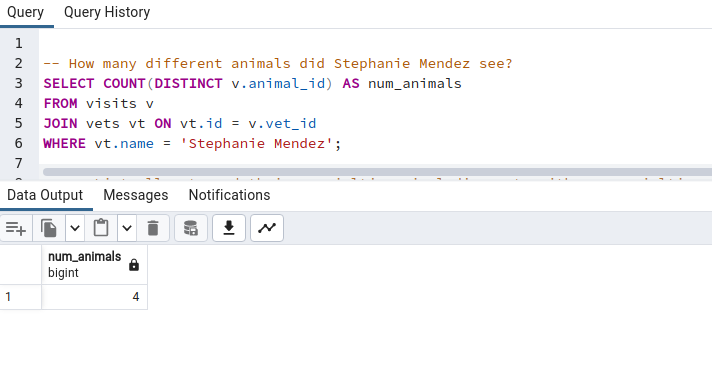 Query Query History
1
2 -- How many different animals did Stephanie Mendez see?
3 SELECT COUNT(DISTINCT v.animal_id) AS num_animals
4 FROM visits v
5 JOIN vets vt ON vt.id = v.vet_id
6 WHERE vt.name = 'Stephanie Mendez';
7
Data Output Messages Notifications
num_animals
bigint
1 4